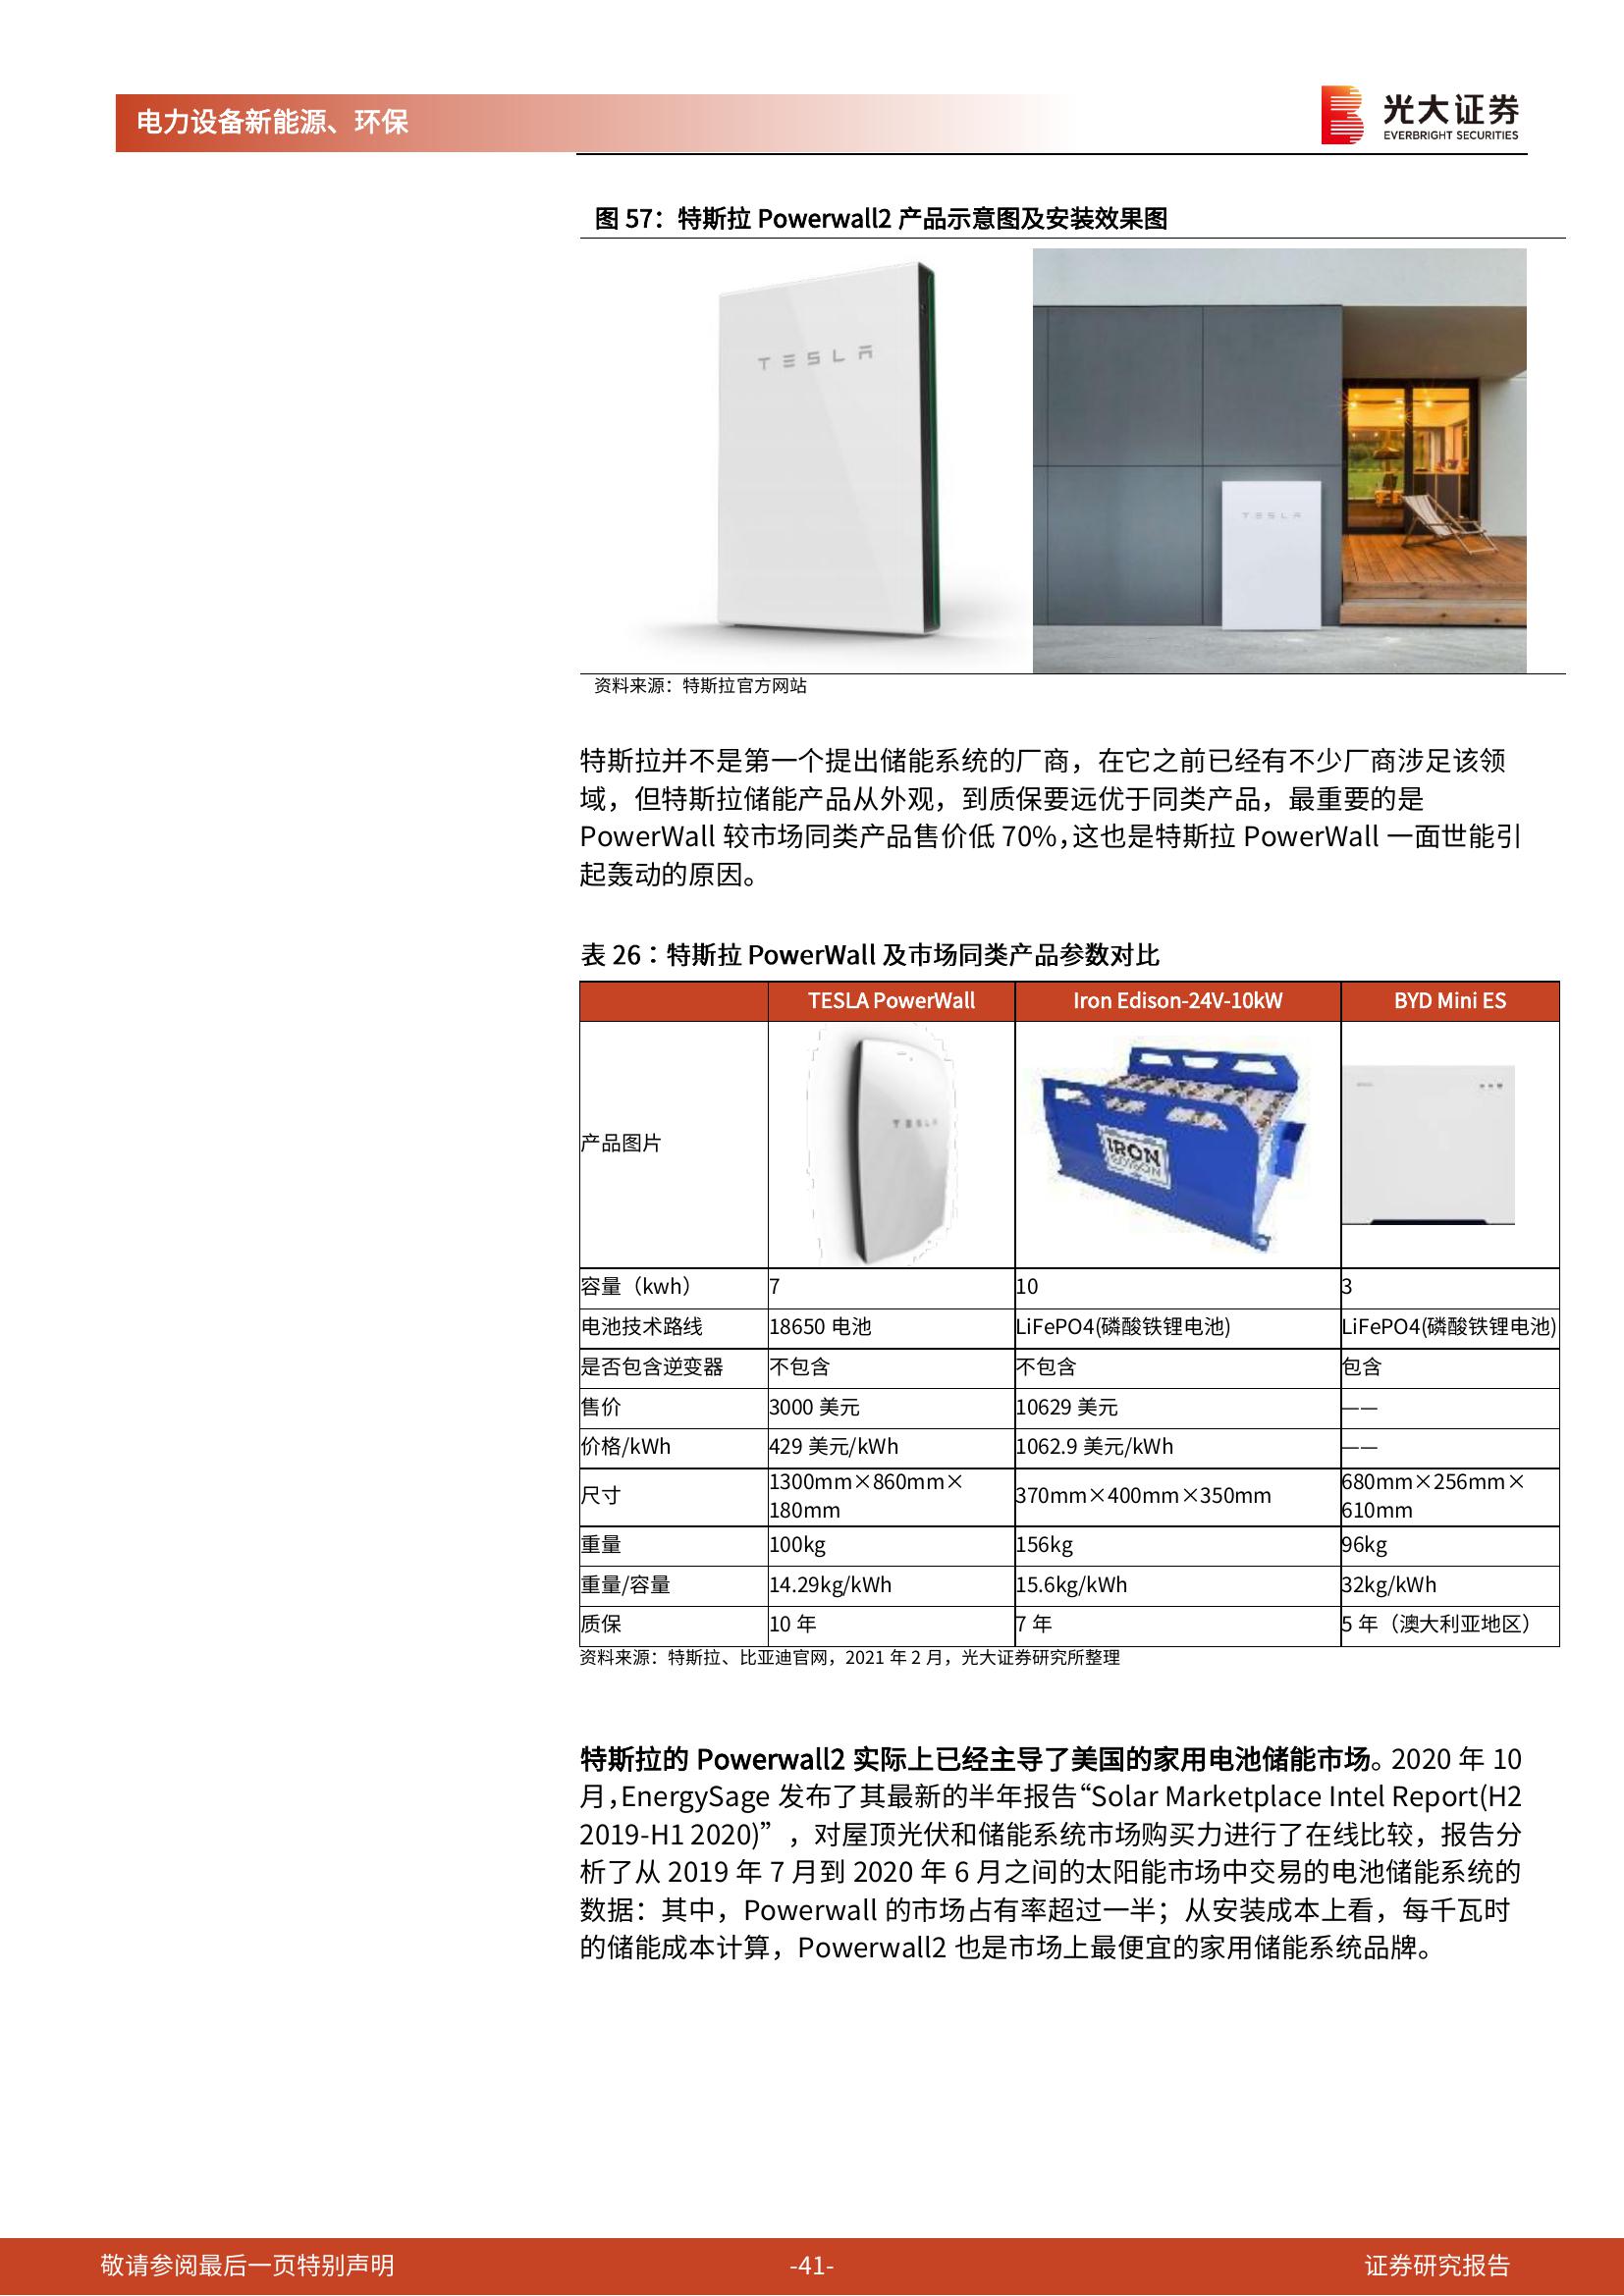 电力设备新能源、环保
光大证券
EVERBRIGHT SECURITIES
图 57：特斯拉 Powerwall2 产品示意图及安装效果图
TESLA
TESLA
资料来源：特斯拉官方网站
特斯拉并不是第一个提出储能系统的厂商，在它之前已经有不少厂商涉足该领
域，但特斯拉储能产品从外观，到质保要远优于同类产品，最重要的是
PowerWall 较市场同类产品售价低 70%，这也是特斯拉 PowerWall 一面世能引
起轰动的原因。
表 26：特斯拉 PowerWall 及市场同类产品参数对比
TESLA PowerWall Iron Edison-24V-10kW BYD Mini ES
产品图片
TESLA
IRON
EDISON
容量（kwh） 7 10 3
电池技术路线 18650 电池 LiFePO4(磷酸铁锂电池) LiFePO4(磷酸铁锂电池)
是否包含逆变器 不包含 不包含 包含
售价 3000 美元 10629 美元 ——
价格/kWh 429 美元/kWh 1062.9 美元/kWh ——
尺寸 1300mm×860mm×180mm 370mm×400mm×350mm 680mm×256mm×610mm
重量 100kg 156kg 96kg
重量/容量 14.29kg/kWh 15.6kg/kWh 32kg/kWh
质保 10 年 7 年 5 年（澳大利亚地区）
资料来源：特斯拉、比亚迪官网，2021 年 2 月，光大证券研究所整理
特斯拉的 Powerwall2 实际上已经主导了美国的家用电池储能市场。2020 年 10
月，EnergySage 发布了其最新的半年报告“Solar Marketplace Intel Report(H2
2019-H1 2020)”，对屋顶光伏和储能系统市场购买力进行了在线比较，报告分
析了从 2019 年 7 月到 2020 年 6 月之间的太阳能市场中交易的电池储能系统的
数据：其中，Powerwall 的市场占有率超过一半；从安装成本上看，每千瓦时
的储能成本计算，Powerwall2 也是市场上最便宜的家用储能系统品牌。
敬请参阅最后一页特别声明 -41- 证券研究报告